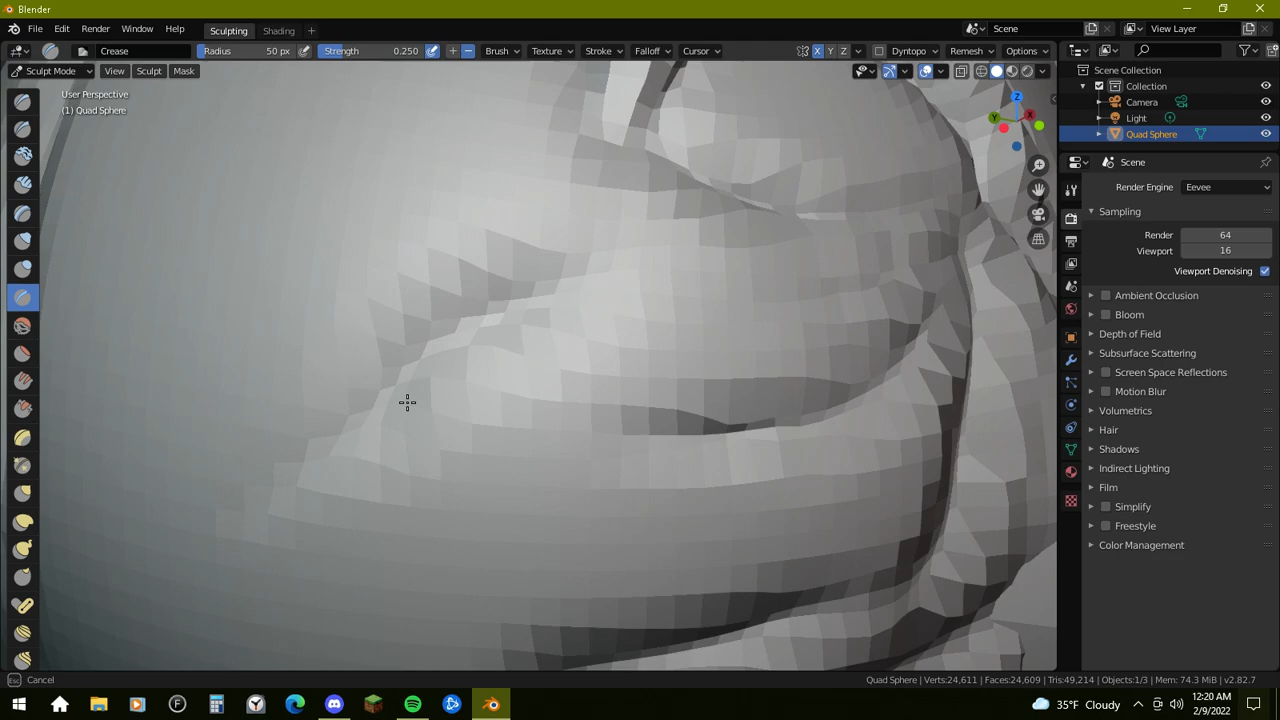 Blender
File Edit Render Window Help Sculpting Shading + Scene View Layer
Crease Radius 50 px Strength 0.250 Brush Texture Stroke Falloff Cursor X Y Z Dyntopo Remesh Options
Sculpt Mode View Sculpt Mask
User Perspective
(1) Quad Sphere
Z
Y X
Scene Collection
Collection
Camera
Light
Quad Sphere
Scene
Render Engine Eevee
Sampling
Render 64
Viewport 16
Viewport Denoising
Ambient Occlusion
Bloom
Depth of Field
Subsurface Scattering
Screen Space Reflections
Motion Blur
Volumetrics
Hair
Shadows
Indirect Lighting
Film
Simplify
Freestyle
Color Management
Esc Cancel Quad Sphere | Verts:24,611 | Faces:24,609 | Tris:49,214 | Objects:1/3 | Mem: 74.3 MiB | v2.82.7
35°F Cloudy 12:20 AM
2/9/2022